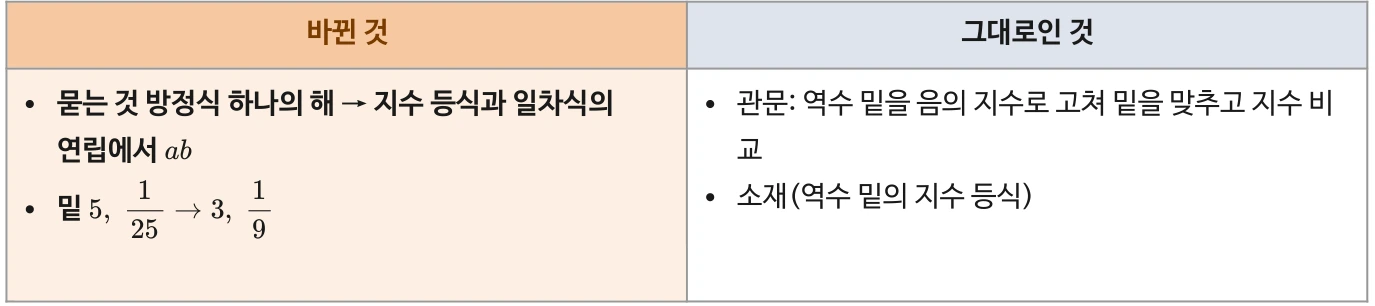 바뀐 것
그대로인 것
• 묻는 것 방정식 하나의 해 → 지수 등식과 일차식의
연립에서 ab
• 밑 5, 1/25 → 3, 1/9
• 관문: 역수 밑을 음의 지수로 고쳐 밑을 맞추고 지수 비
교
• 소재(역수 밑의 지수 등식)